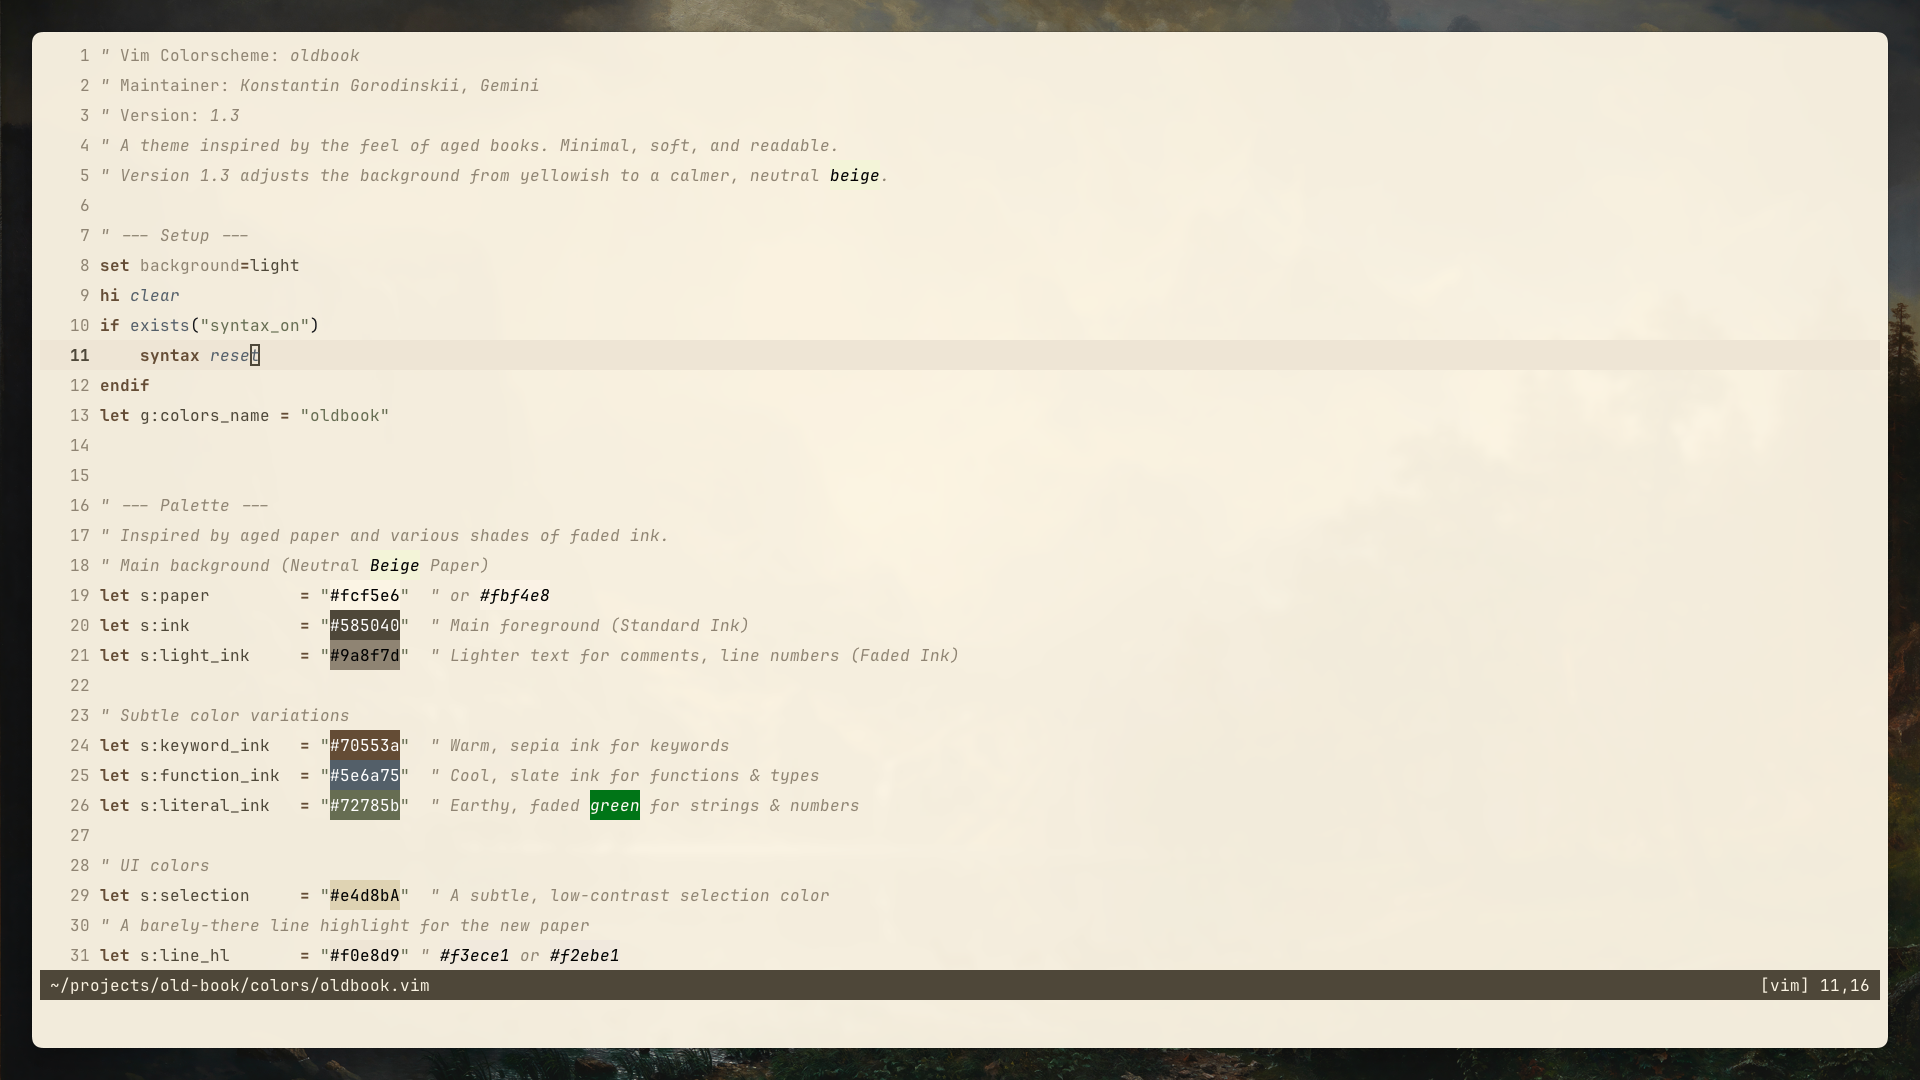 1 " Vim Colorscheme: oldbook
2 " Maintainer: Konstantin Gorodinskii, Gemini
3 " Version: 1.3
4 " A theme inspired by the feel of aged books. Minimal, soft, and readable.
5 " Version 1.3 adjusts the background from yellowish to a calmer, neutral beige.
6
7 " --- Setup ---
8 set background=light
9 hi clear
10 if exists("syntax_on")
11     syntax reset
12 endif
13 let g:colors_name = "oldbook"
14
15
16 " --- Palette ---
17 " Inspired by aged paper and various shades of faded ink.
18 " Main background (Neutral Beige Paper)
19 let s:paper         = "#fcf5e6"  " or #fbf4e8
20 let s:ink           = "#585040"  " Main foreground (Standard Ink)
21 let s:light_ink     = "#9a8f7d"  " Lighter text for comments, line numbers (Faded Ink)
22
23 " Subtle color variations
24 let s:keyword_ink   = "#70553a"  " Warm, sepia ink for keywords
25 let s:function_ink  = "#5e6a75"  " Cool, slate ink for functions & types
26 let s:literal_ink   = "#72785b"  " Earthy, faded green for strings & numbers
27
28 " UI colors
29 let s:selection     = "#e4d8bA"  " A subtle, low-contrast selection color
30 " A barely-there line highlight for the new paper
31 let s:line_hl       = "#f0e8d9" " #f3ece1 or #f2ebe1
~/projects/old-book/colors/oldbook.vim [vim] 11,16